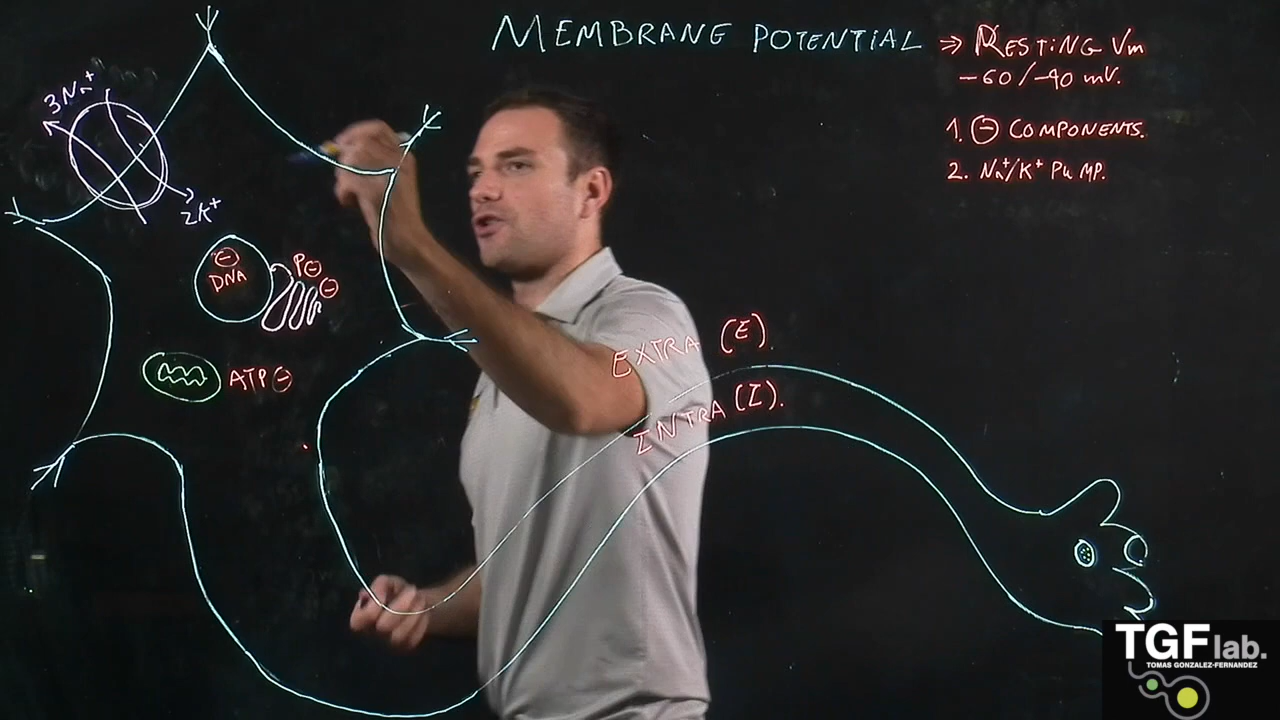 MEMBRANE POTENTIAL => RESTING Vm
-60/-40 mV.
1. ⊖ COMPONENTS.
2. Na+/K+ PUMP.
3Na+
2K+
⊖
DNA
P⊖
⊖
ATP⊖
EXTRA (E).
INTRA (I).
TGF lab.
TOMAS GONZALEZ-FERNANDEZ